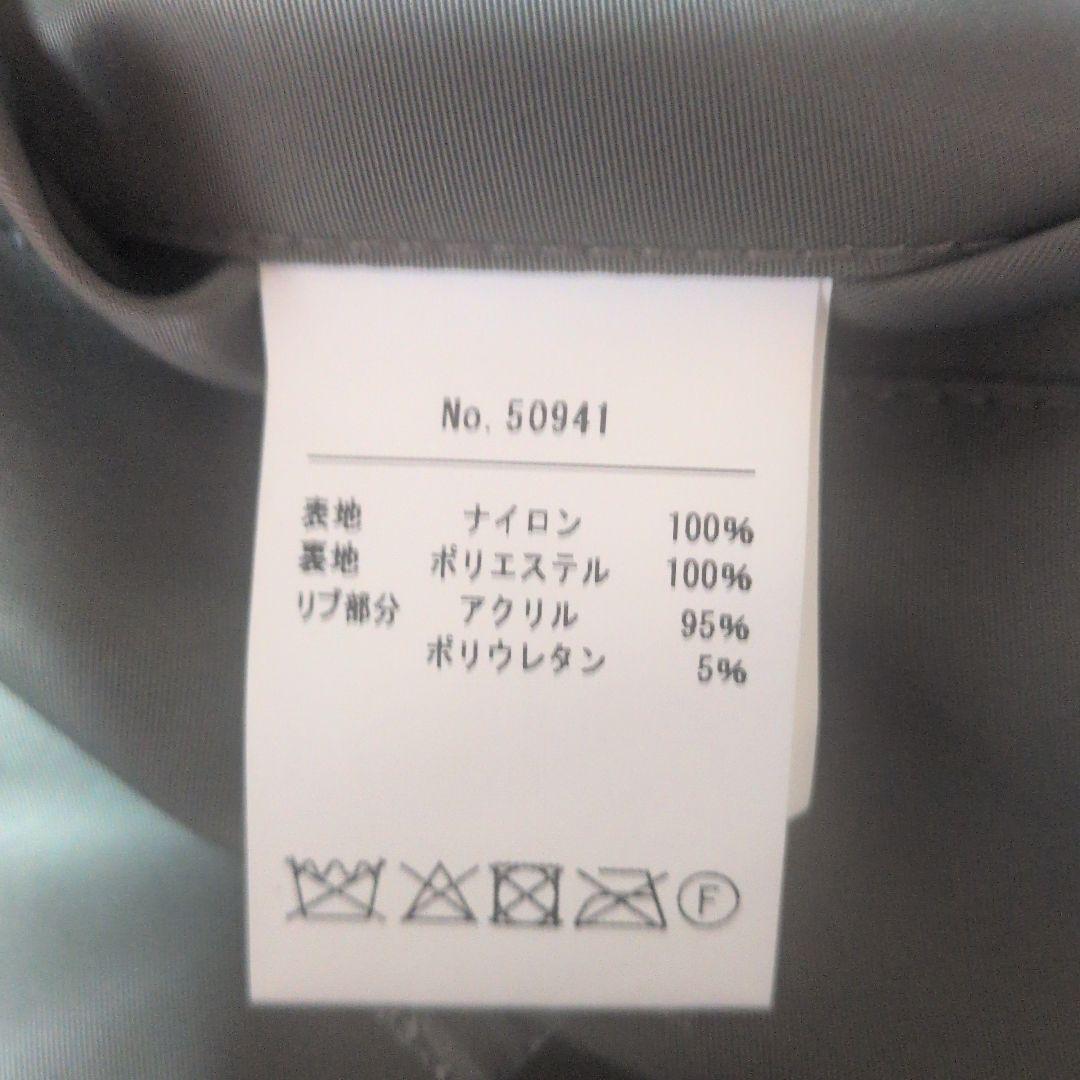 No. 50941
表地 ナイロン 100%
裏地 ポリエステル 100%
リブ部分 アクリル 95%
ポリウレタン 5%
F